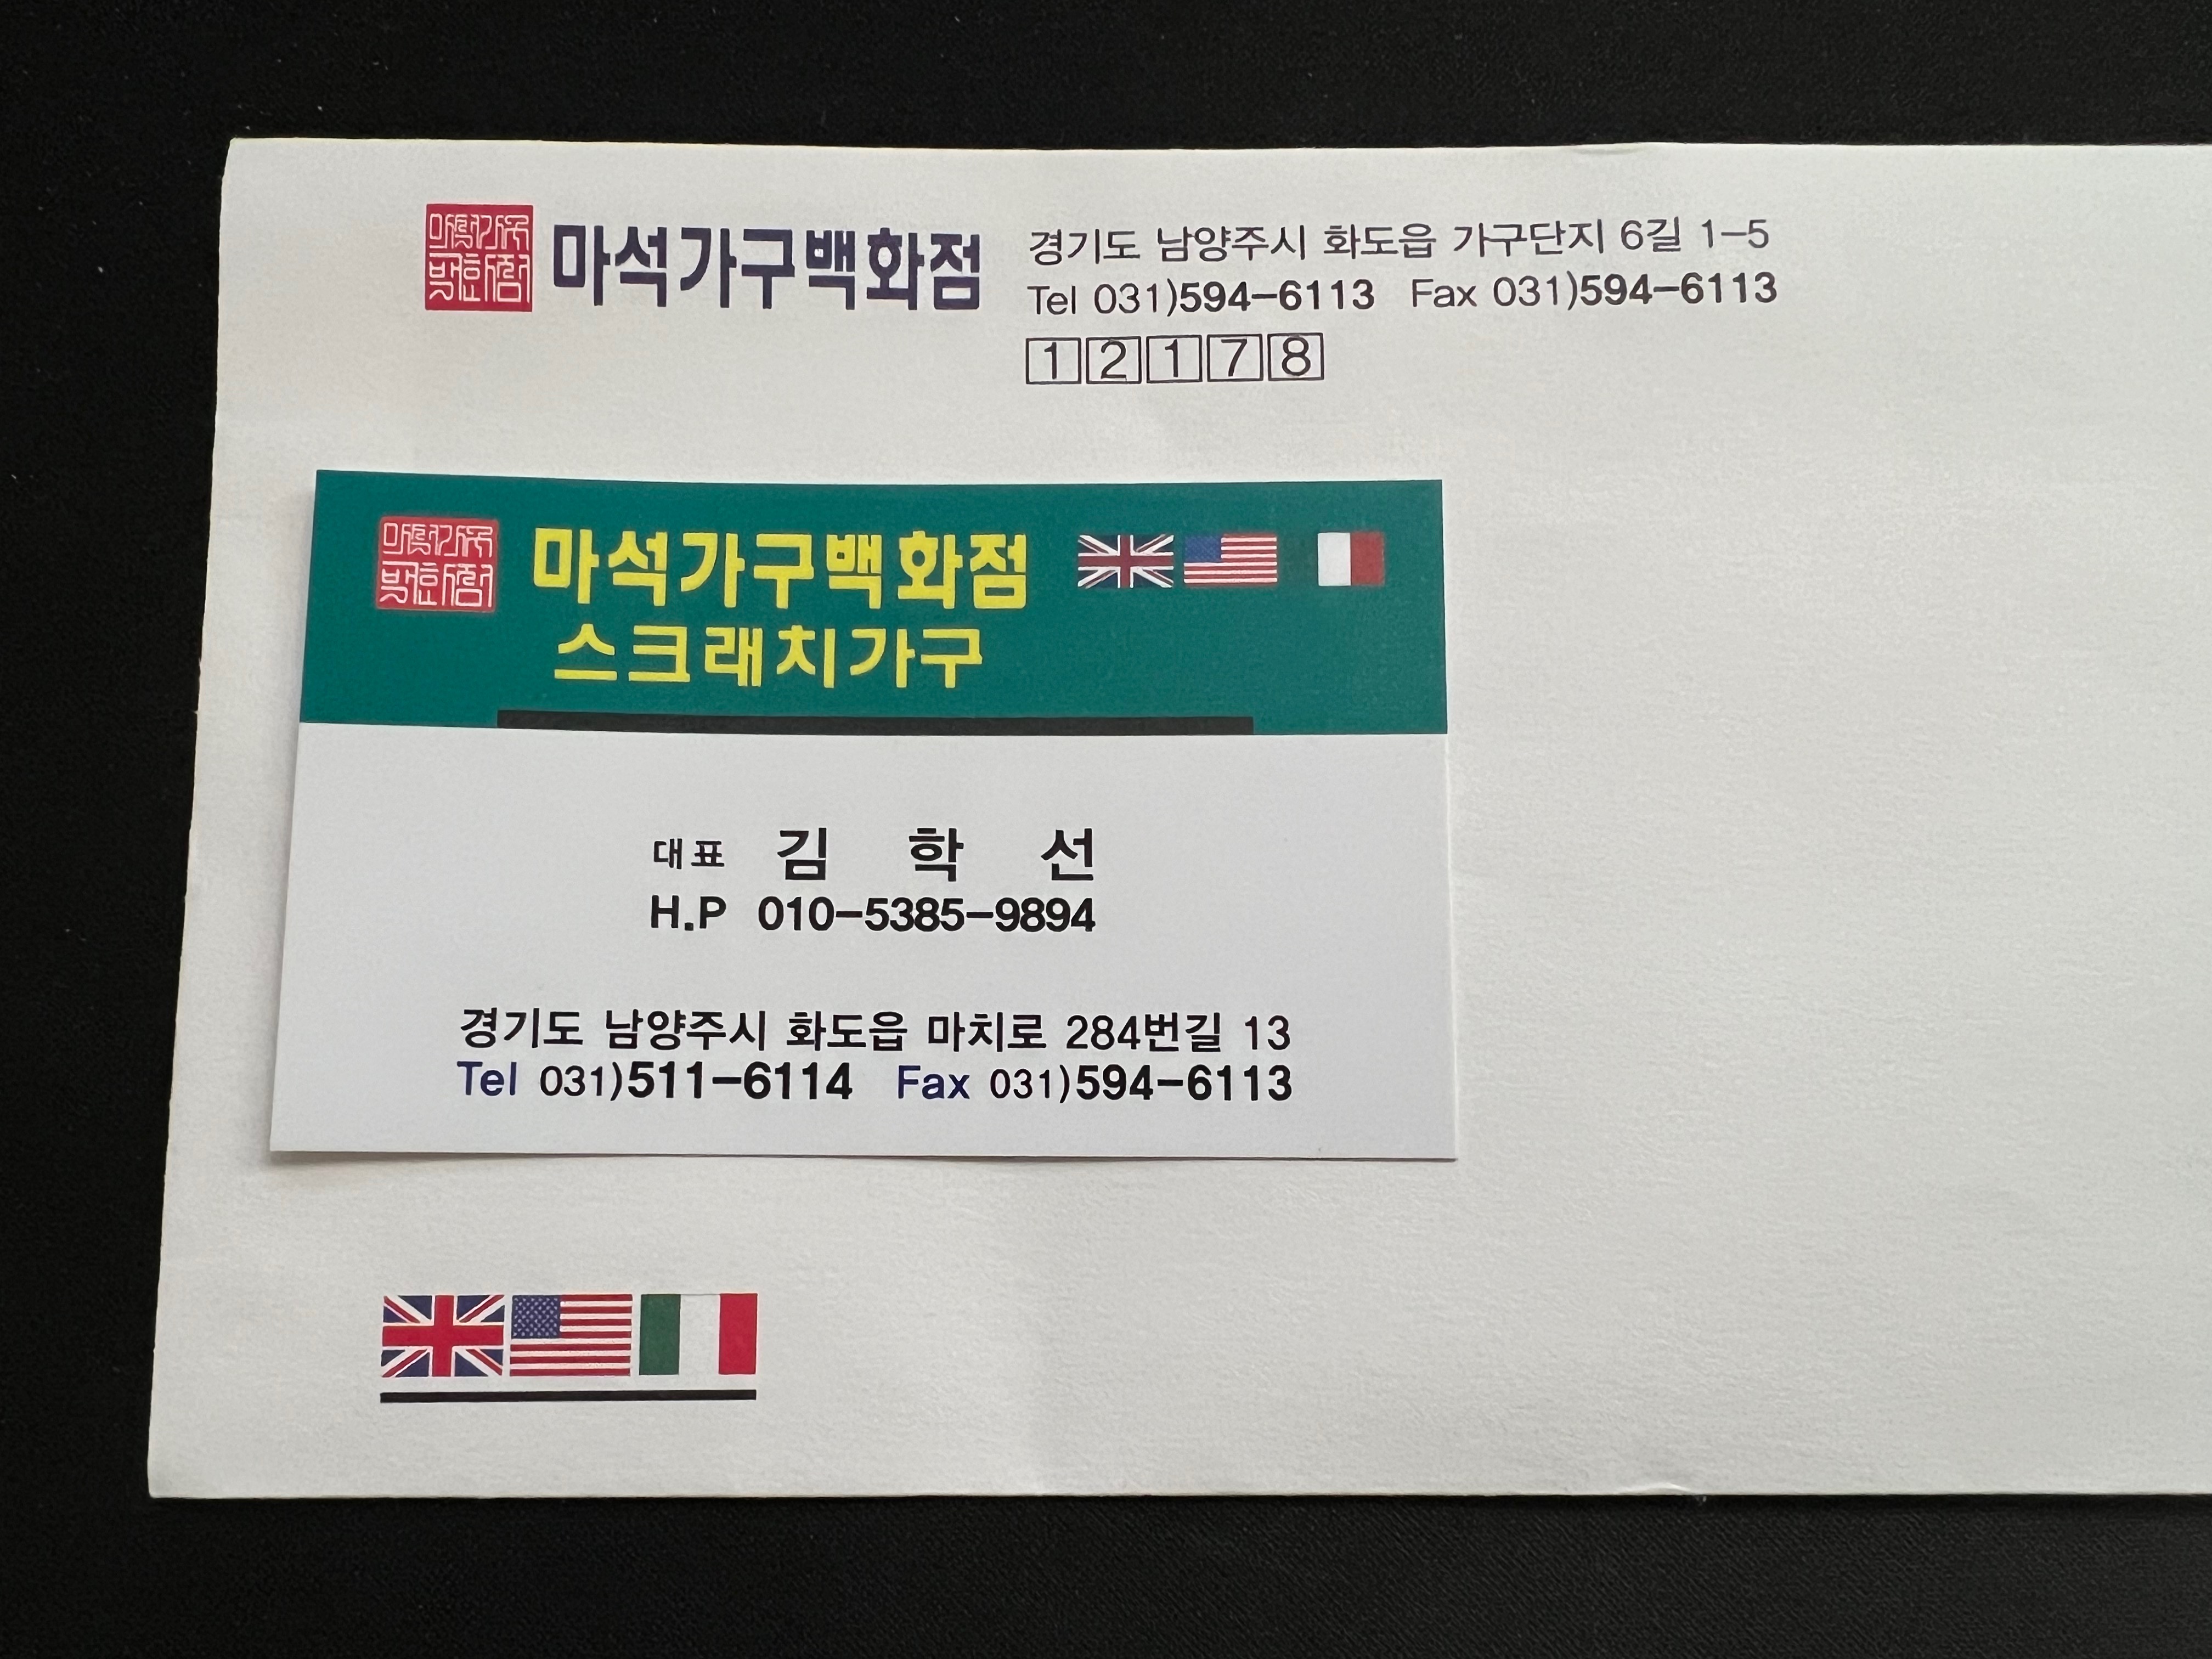 마석가구백화점
경기도 남양주시 화도읍 가구단지 6길 1-5
Tel 031)594-6113 Fax 031)594-6113
12178
마석가구백화점
스크래치가구
대표 김 학 선
H.P 010-5385-9894
경기도 남양주시 화도읍 마치로 284번길 13
Tel 031)511-6114 Fax 031)594-6113